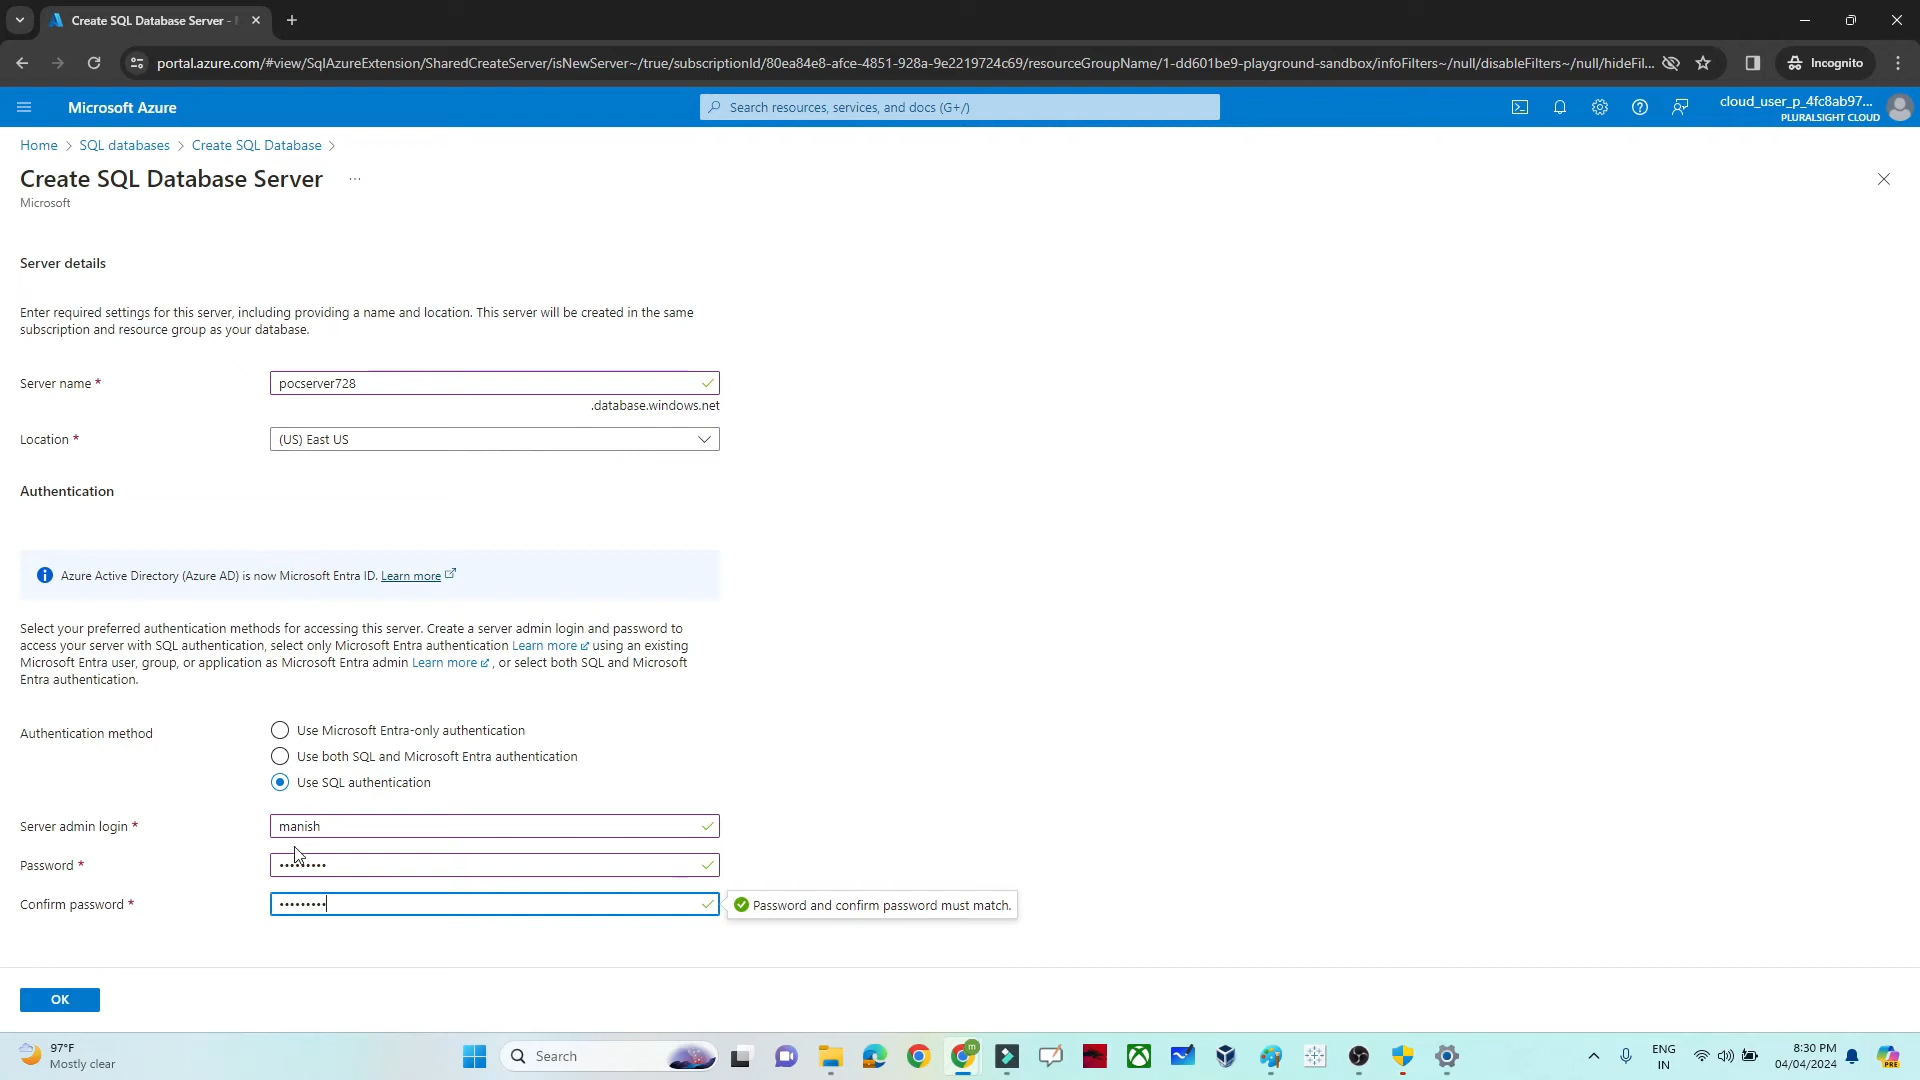 Create SQL Database Server -
portal.azure.com/#view/SqlAzureExtension/SharedCreateServer/isNewServer~/true/subscriptionId/80ea84e8-afce-4851-928a-9e2219724c69/resourceGroupName/1-dd601be9-playground-sandbox/infoFilters~/null/disableFilters~/null/hideFil...
Incognito
Microsoft Azure
Search resources, services, and docs (G+/)
cloud_user_p_4fc8ab97...
PLURALSIGHT CLOUD
Home > SQL databases > Create SQL Database >
Create SQL Database Server ...
Microsoft
Server details
Enter required settings for this server, including providing a name and location. This server will be created in the same
subscription and resource group as your database.
Server name *
pocserver728
.database.windows.net
Location *
(US) East US
Authentication
Azure Active Directory (Azure AD) is now Microsoft Entra ID. Learn more
Select your preferred authentication methods for accessing this server. Create a server admin login and password to
access your server with SQL authentication, select only Microsoft Entra authentication Learn more using an existing
Microsoft Entra user, group, or application as Microsoft Entra admin Learn more , or select both SQL and Microsoft
Entra authentication.
Authentication method
Use Microsoft Entra-only authentication
Use both SQL and Microsoft Entra authentication
Use SQL authentication
Server admin login *
manish
Password *
•••••••••
Confirm password *
•••••••••
Password and confirm password must match.
OK
97°F
Mostly clear
Search
m
ENG
IN
8:30 PM
04/04/2024
PRE